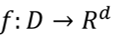 f: D → R^d